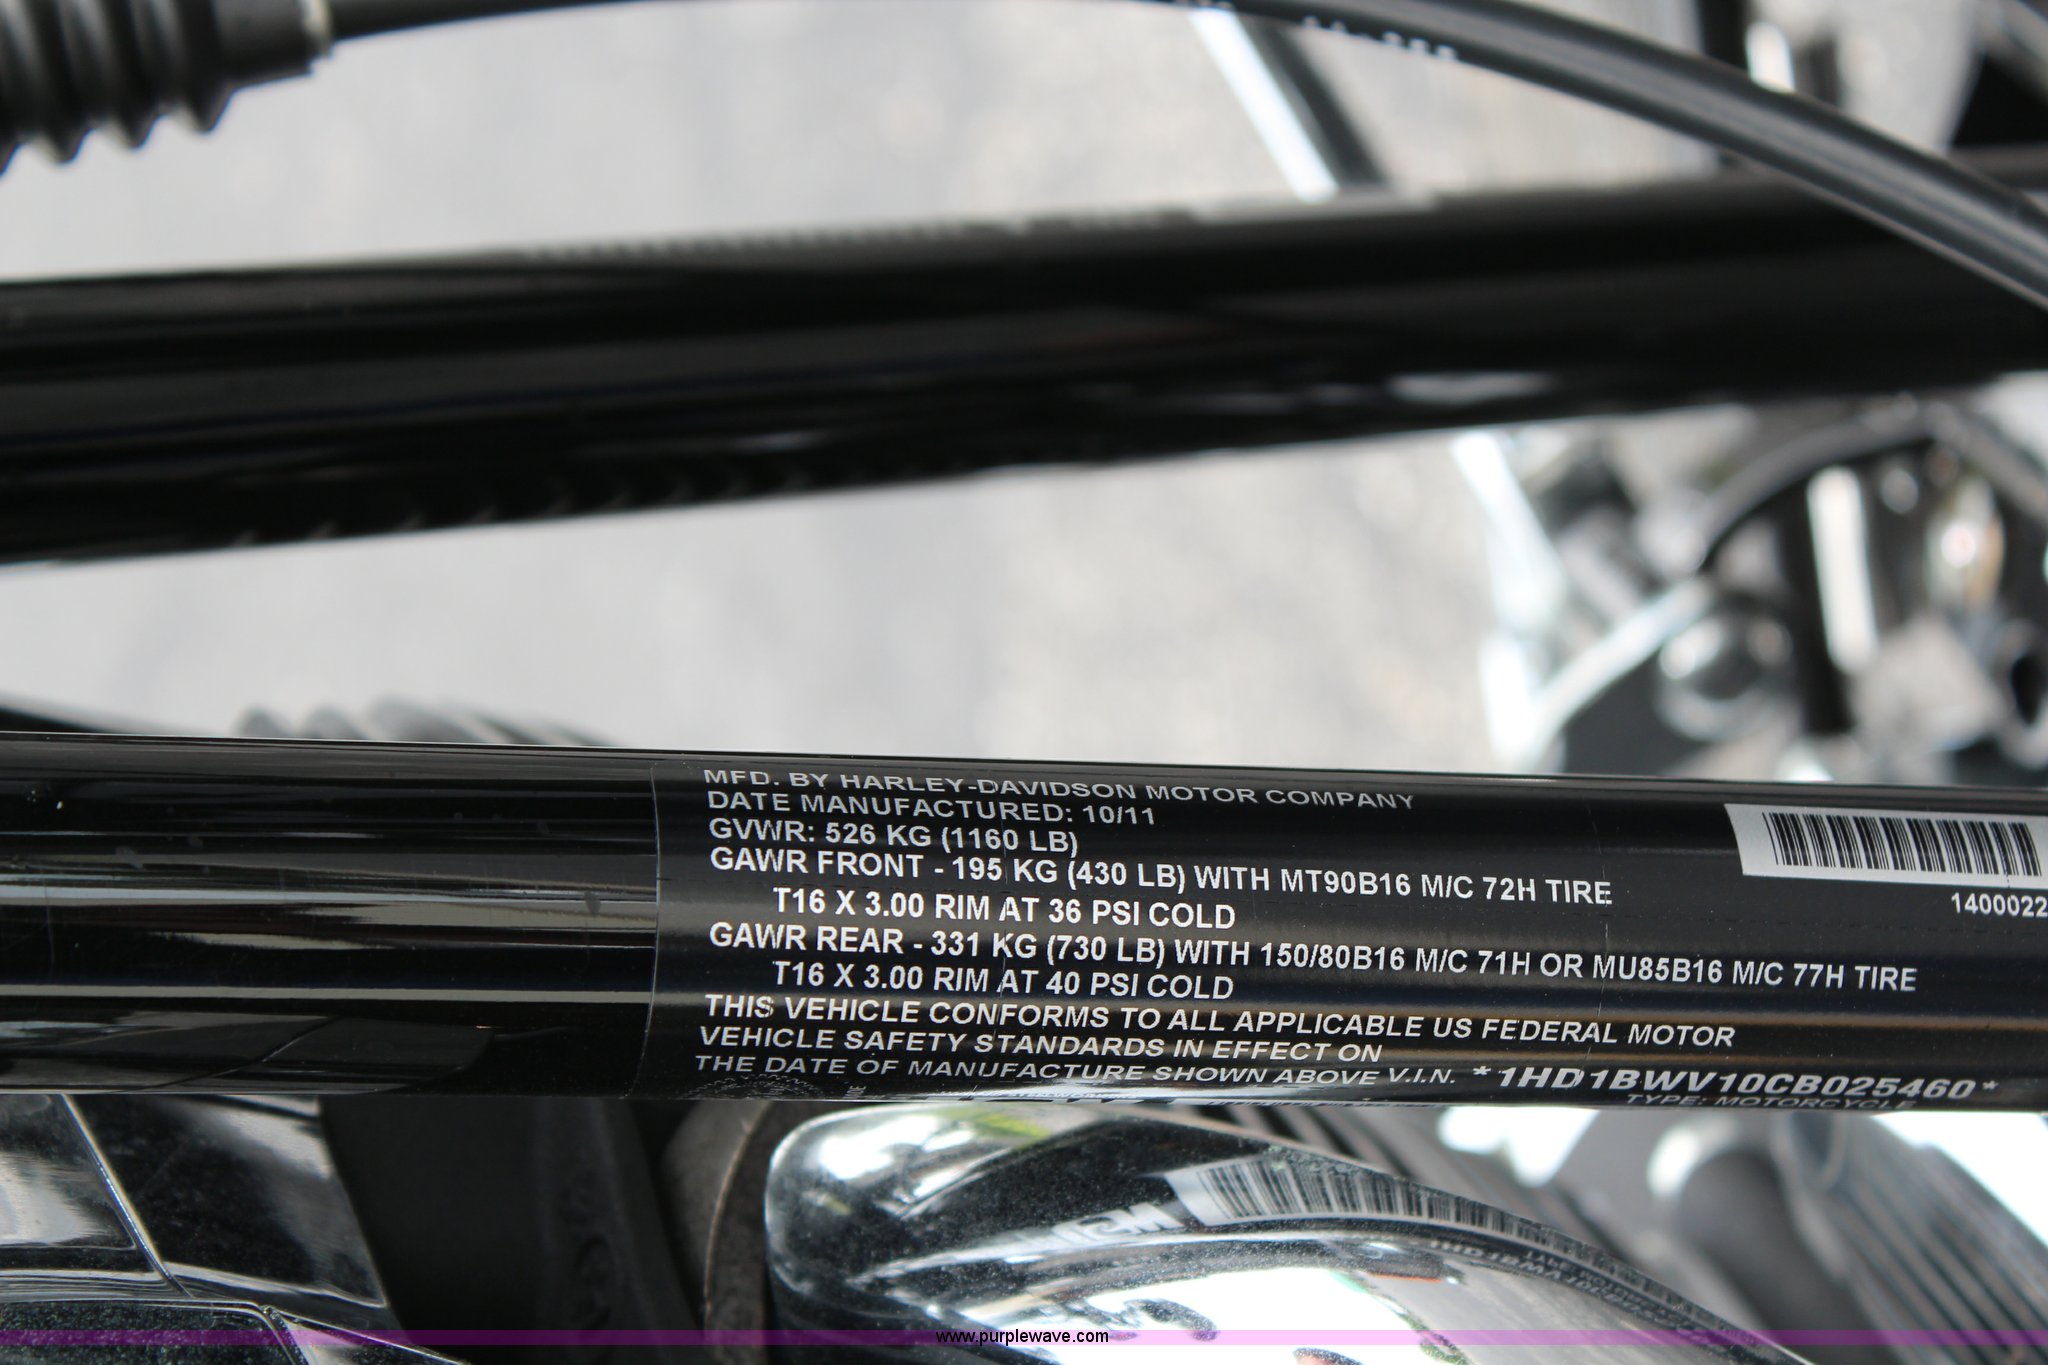 MFD. BY HARLEY-DAVIDSON MOTOR COMPANY
DATE MANUFACTURED: 10/11
GVWR: 526 KG (1160 LB)
GAWR FRONT - 195 KG (430 LB) WITH MT90B16 M/C 72H TIRE
T16 X 3.00 RIM AT 36 PSI COLD
GAWR REAR - 331 KG (730 LB) WITH 150/80B16 M/C 71H OR MU85B16 M/C 77H TIRE
T16 X 3.00 RIM AT 40 PSI COLD
THIS VEHICLE CONFORMS TO ALL APPLICABLE US FEDERAL MOTOR
VEHICLE SAFETY STANDARDS IN EFFECT ON
THE DATE OF MANUFACTURE SHOWN ABOVE V.I.N. *1HD1BWV10CB025460*
TYPE: MOTORCYCLE
1400022
www.purplewave.com